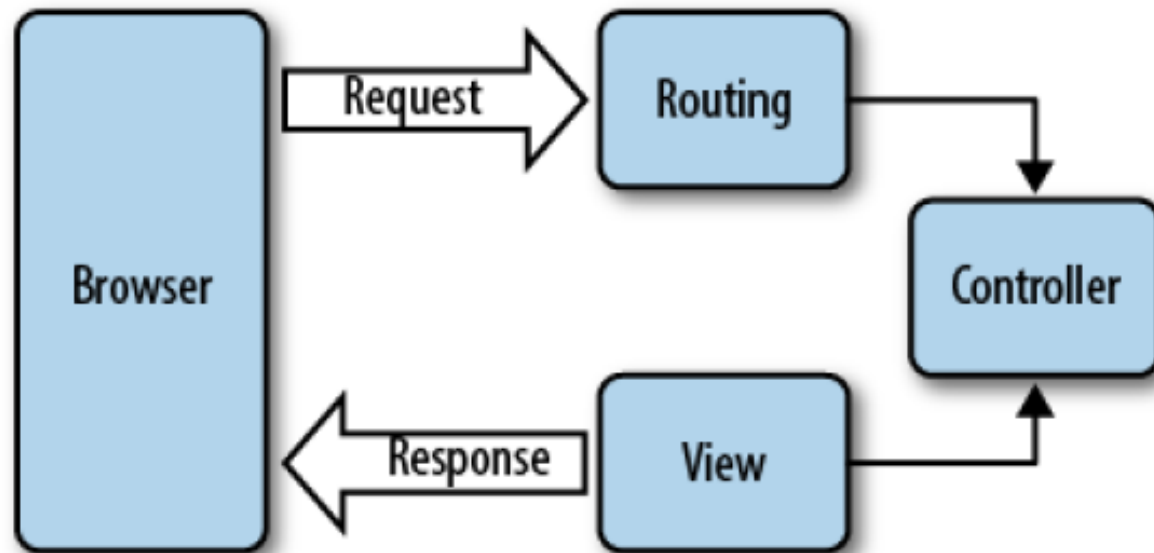 Request
Routing
Browser
Controller
Response
View